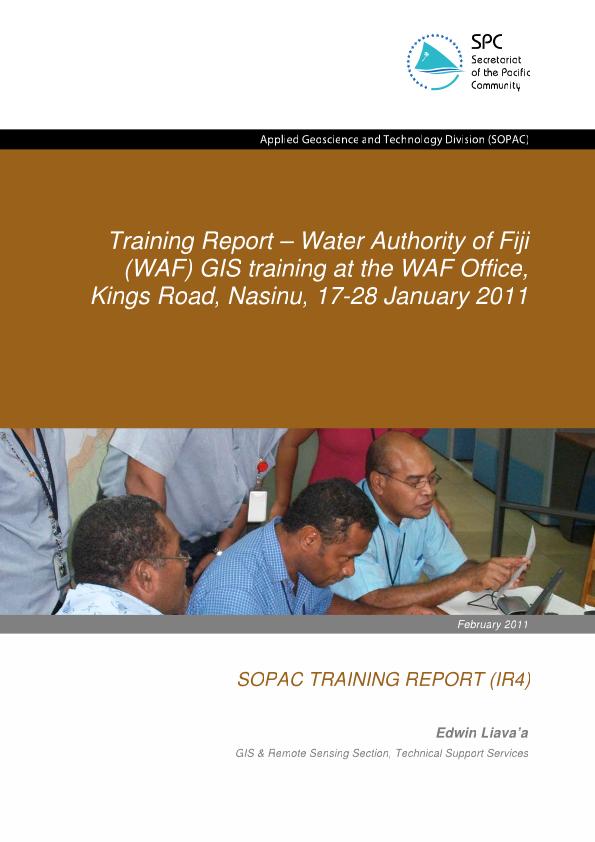 SPC
Secretariat
of the Pacific
Community
Applied Geoscience and Technology Division (SOPAC)
Training Report – Water Authority of Fiji
(WAF) GIS training at the WAF Office,
Kings Road, Nasinu, 17-28 January 2011
February 2011
SOPAC TRAINING REPORT (IR4)
Edwin Liava'a
GIS & Remote Sensing Section, Technical Support Services